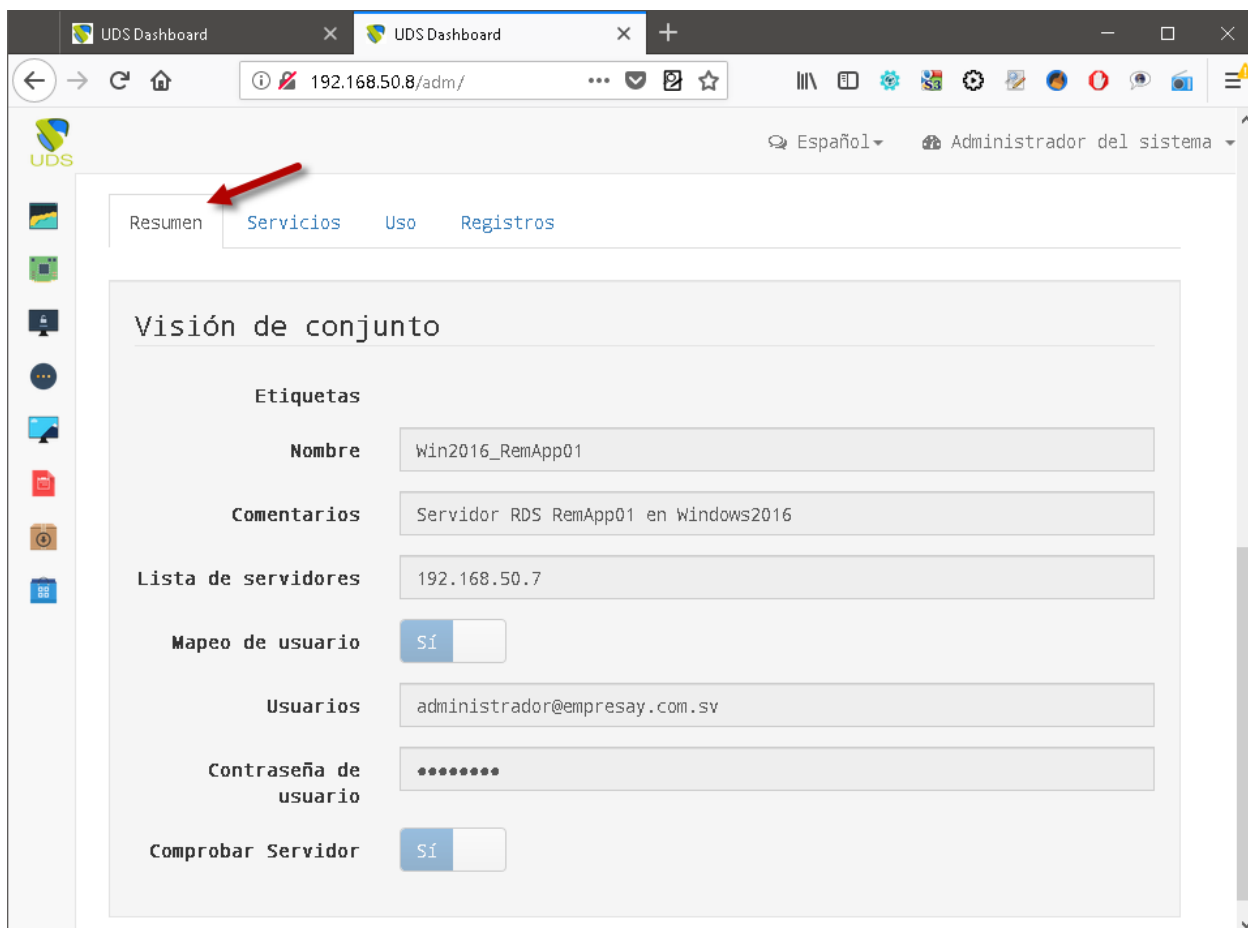 UDS Dashboard
UDS Dashboard
192.168.50.8/adm/
UDS
Español
Administrador del sistema
Resumen
Servicios
Uso
Registros
Visión de conjunto
Etiquetas
Nombre
Win2016_RemApp01
Comentarios
Servidor RDS RemApp01 en Windows2016
Lista de servidores
192.168.50.7
Mapeo de usuario
Sí
Usuarios
administrador@empresay.com.sv
Contraseña de
usuario
••••••••
Comprobar Servidor
Sí